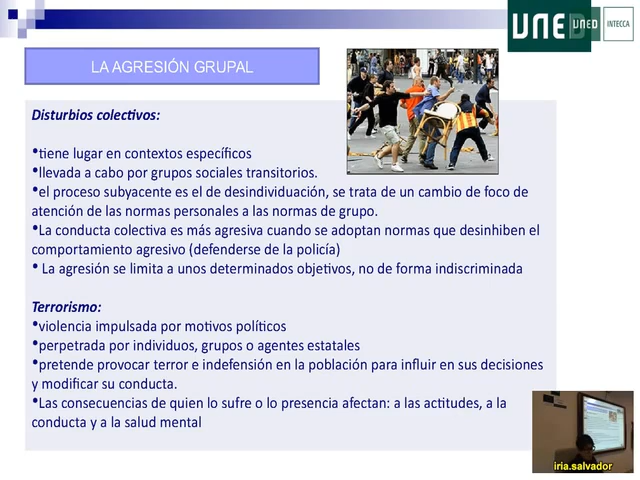 UNED
UNED
INTECCA
LA AGRESIÓN GRUPAL
Disturbios colectivos:
•tiene lugar en contextos específicos
•llevada a cabo por grupos sociales transitorios.
•el proceso subyacente es el de desindividuación, se trata de un cambio de foco de
atención de las normas personales a las normas de grupo.
•La conducta colectiva es más agresiva cuando se adoptan normas que desinhiben el
comportamiento agresivo (defenderse de la policía)
• La agresión se limita a unos determinados objetivos, no de forma indiscriminada
Terrorismo:
•violencia impulsada por motivos políticos
•perpetrada por individuos, grupos o agentes estatales
•pretende provocar terror e indefensión en la población para influir en sus decisiones
y modificar su conducta.
•Las consecuencias de quien lo sufre o lo presencia afectan: a las actitudes, a la
conducta y a la salud mental
iria.salvador